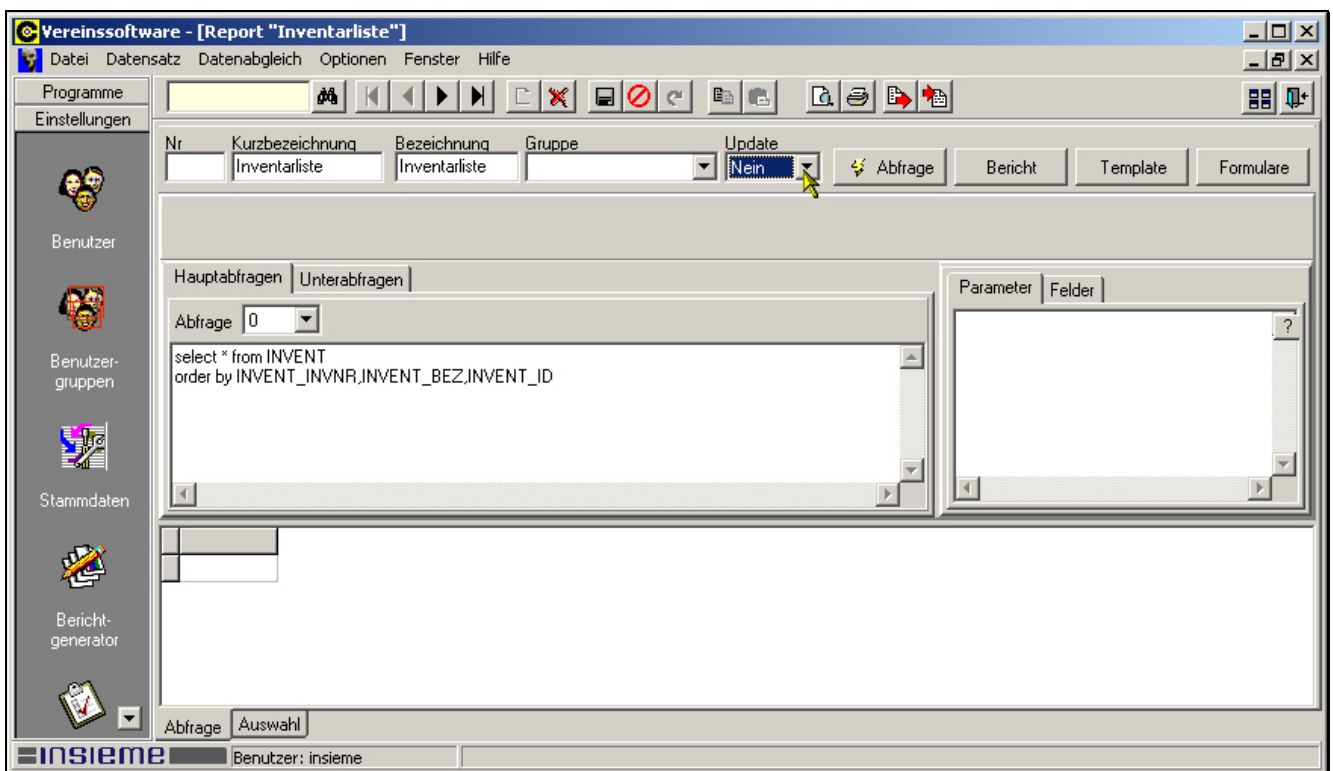 Vereinssoftware - [Report "Inventarliste"]
Datei Datensatz Datenabgleich Optionen Fenster Hilfe
Programme
Einstellungen
Nr Kurzbezeichnung Bezeichnung Gruppe Update
Inventarliste Inventarliste Nein Abfrage Bericht Template Formulare
Benutzer
Hauptabfragen Unterabfragen
Parameter Felder
Abfrage 0
?
select * from INVENT
order by INVENT_INVNR,INVENT_BEZ,INVENT_ID
Benutzer-
gruppen
Stammdaten
Bericht-
generator
Abfrage Auswahl
INSIEME Benutzer: insieme